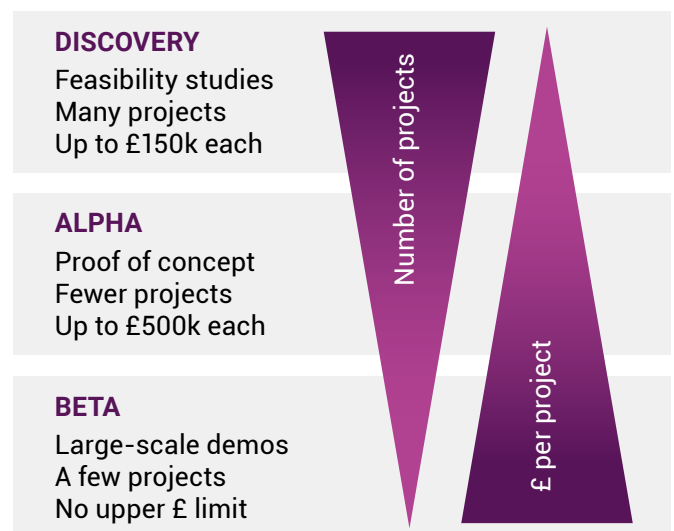 DISCOVERY
Feasibility studies
Many projects
Up to £150k each
ALPHA
Proof of concept
Fewer projects
Up to £500k each
BETA
Large-scale demos
A few projects
No upper £ limit
Number of projects
£ per project